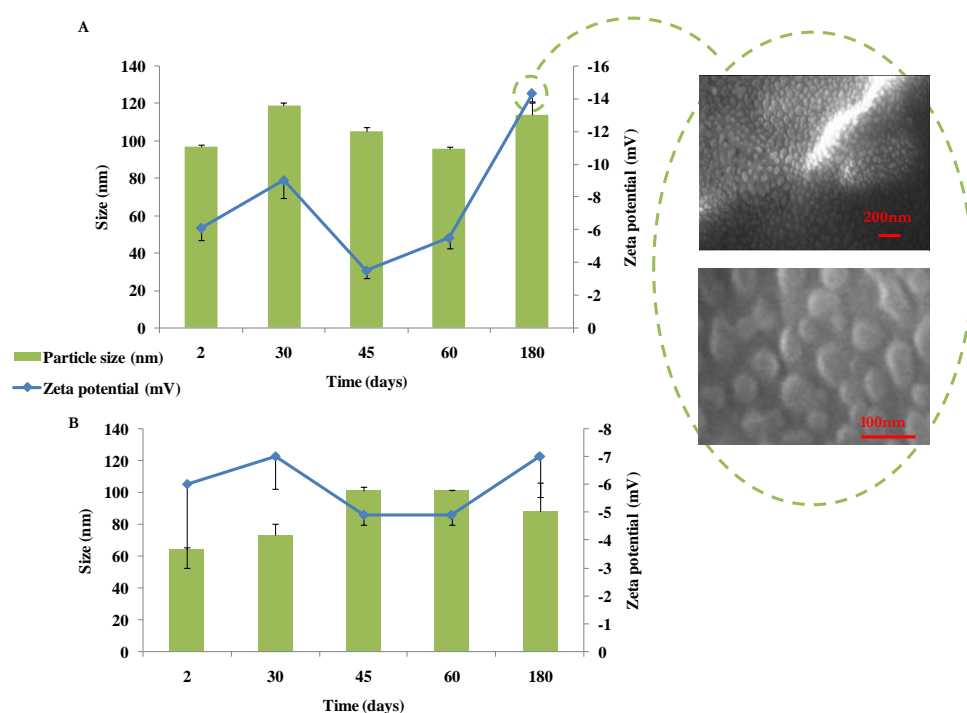 A
140
120
100
80
60
40
20
0
Size (nm)
-16
-14
-12
-10
-8
-6
-4
-2
0
Zeta potential (mV)
2 30 45 60 180
Time (days)
200nm
100nm
Particle size (nm)
Zeta potential (mV)
B
140
120
100
80
60
40
20
0
Size (nm)
-8
-7
-6
-5
-4
-3
-2
-1
0
Zeta potential (mV)
2 30 45 60 180
Time (days)